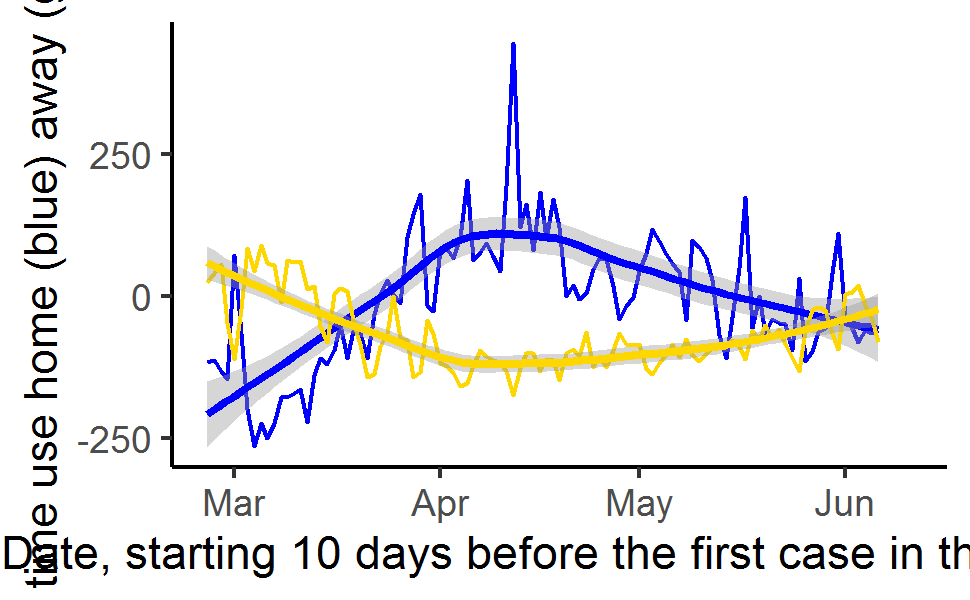 time use home (blue) away (
250
0
-250
Mar Apr May Jun
Date, starting 10 days before the first case in th